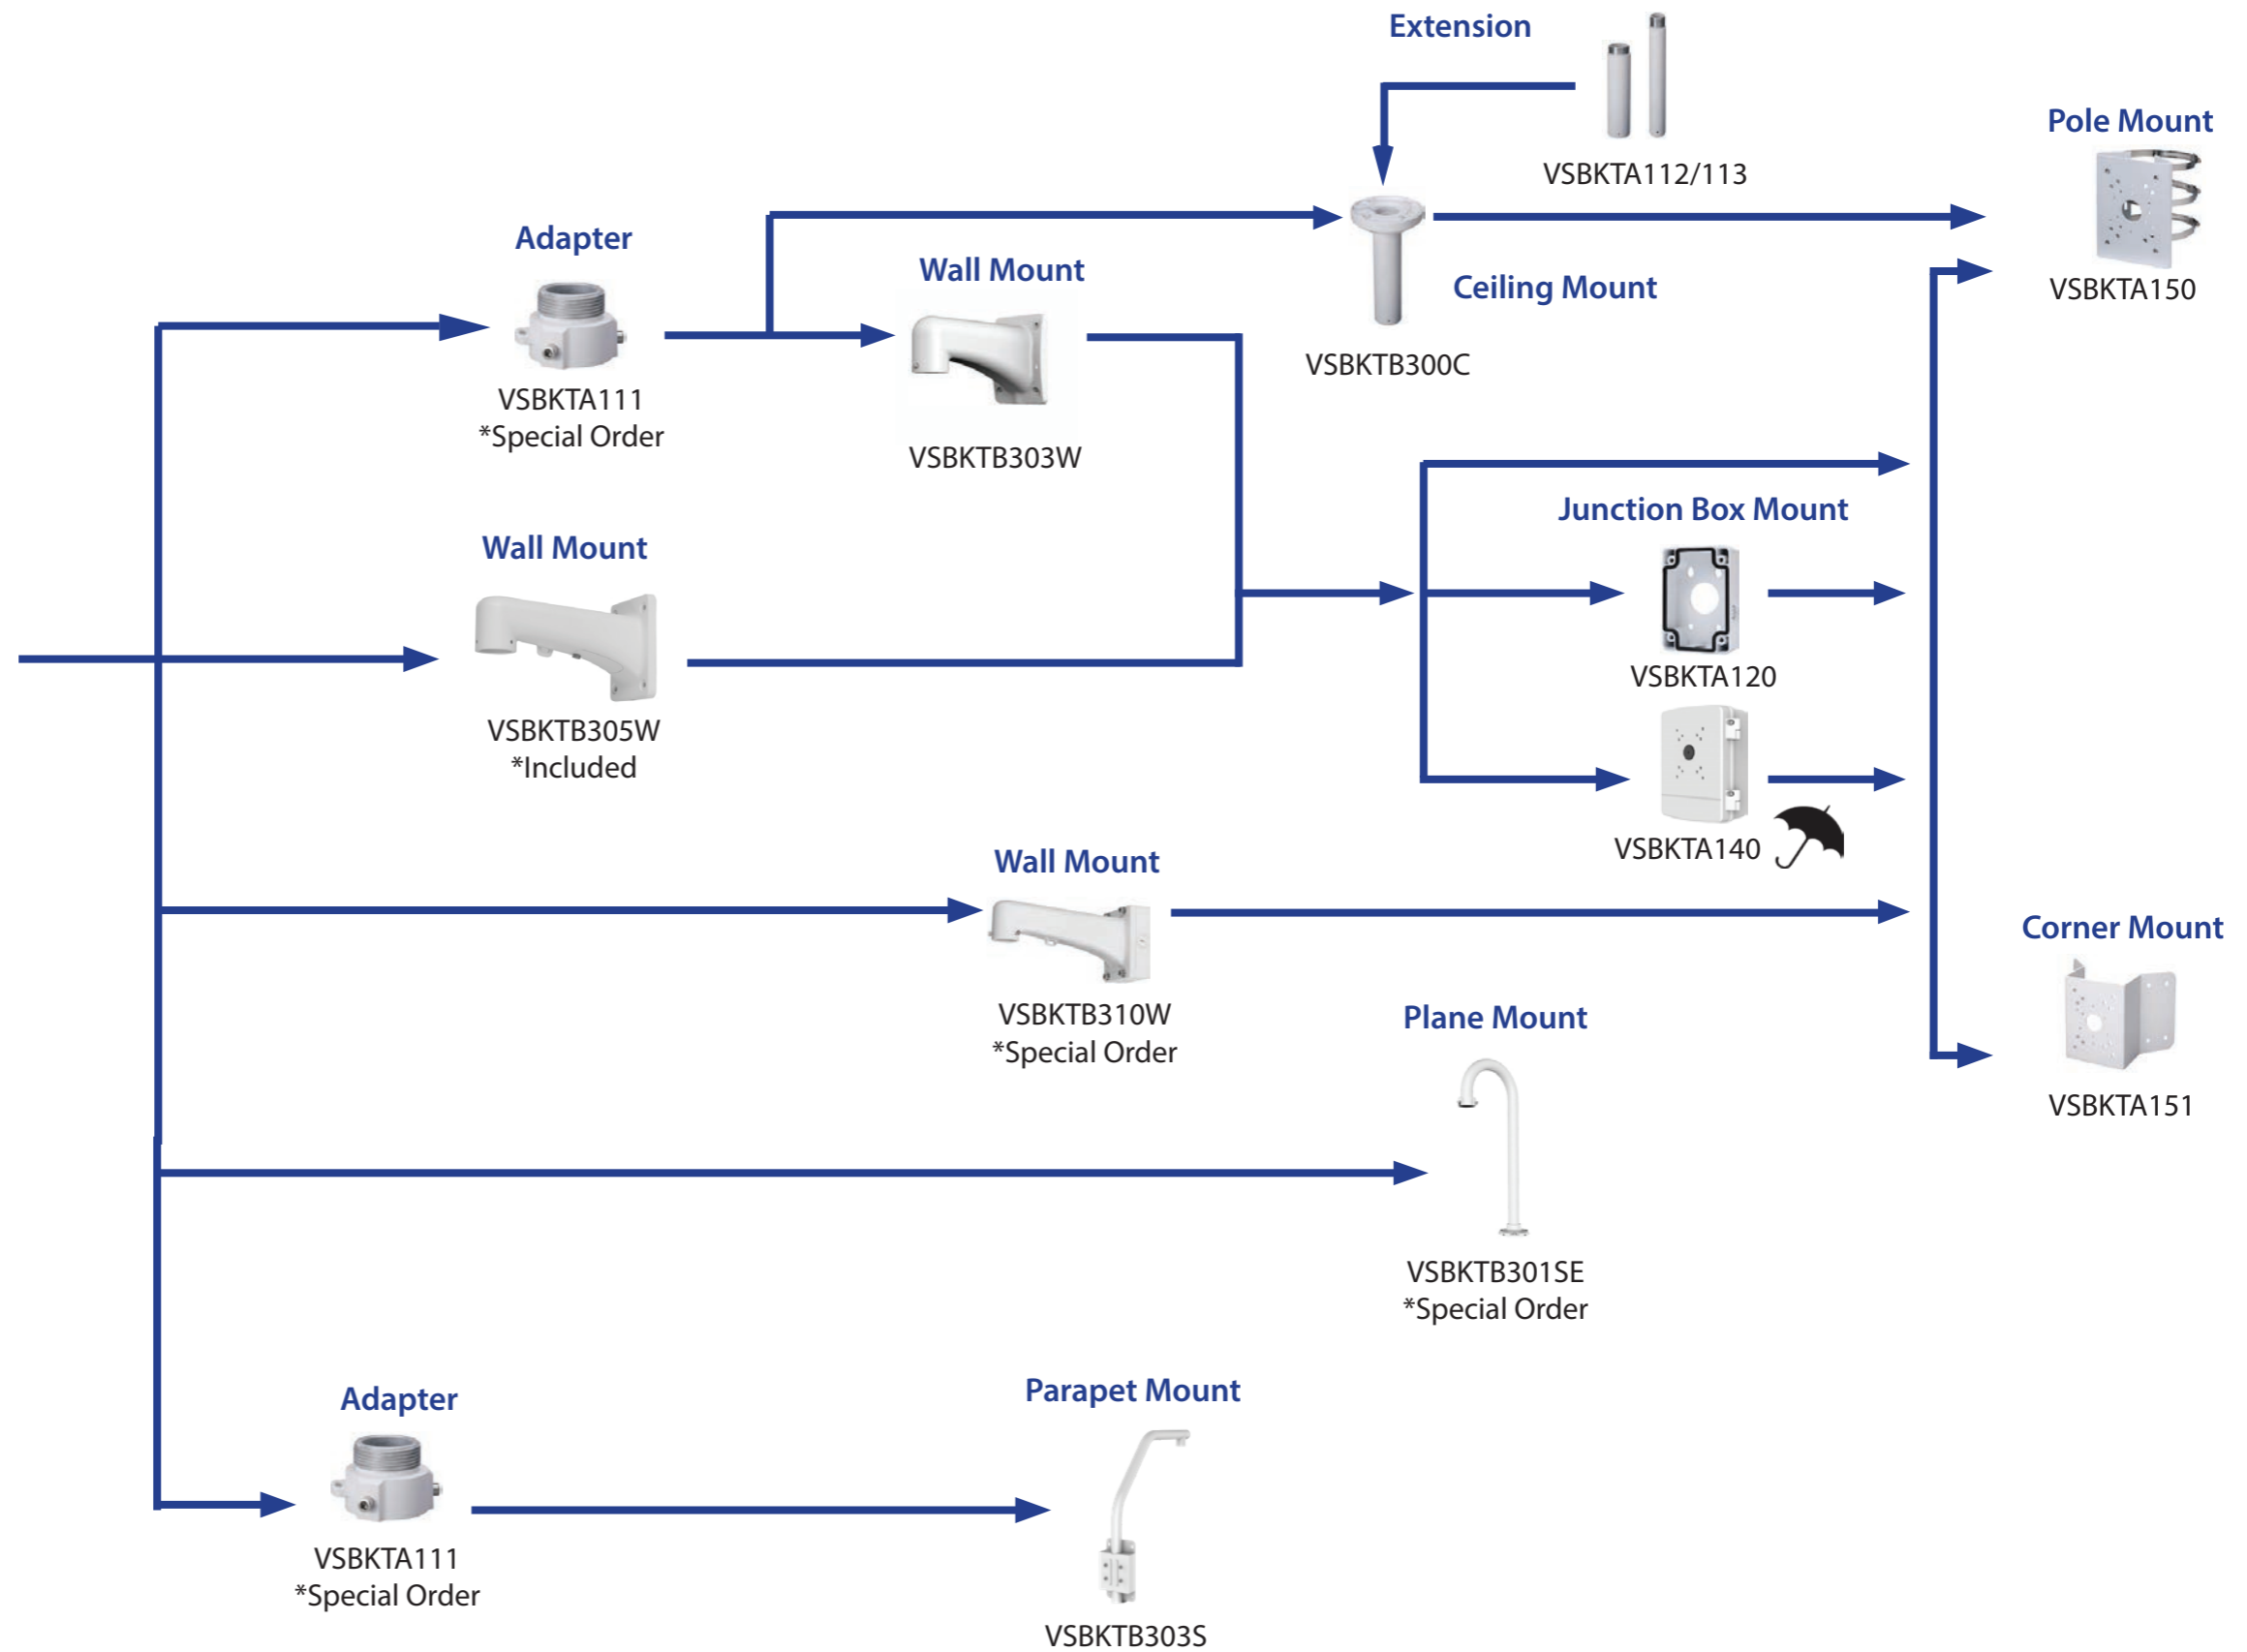 Extension
VSBKTA112/113
Pole Mount
VSBKTA150
Adapter
VSBKTA111
*Special Order
Wall Mount
VSBKTB303W
Ceiling Mount
VSBKTB300C
Junction Box Mount
VSBKTA120
VSBKTA140
Wall Mount
VSBKTB305W
*Included
Wall Mount
VSBKTB310W
*Special Order
Corner Mount
VSBKTA151
Plane Mount
VSBKTB301SE
*Special Order
Adapter
VSBKTA111
*Special Order
Parapet Mount
VSBKTB303S